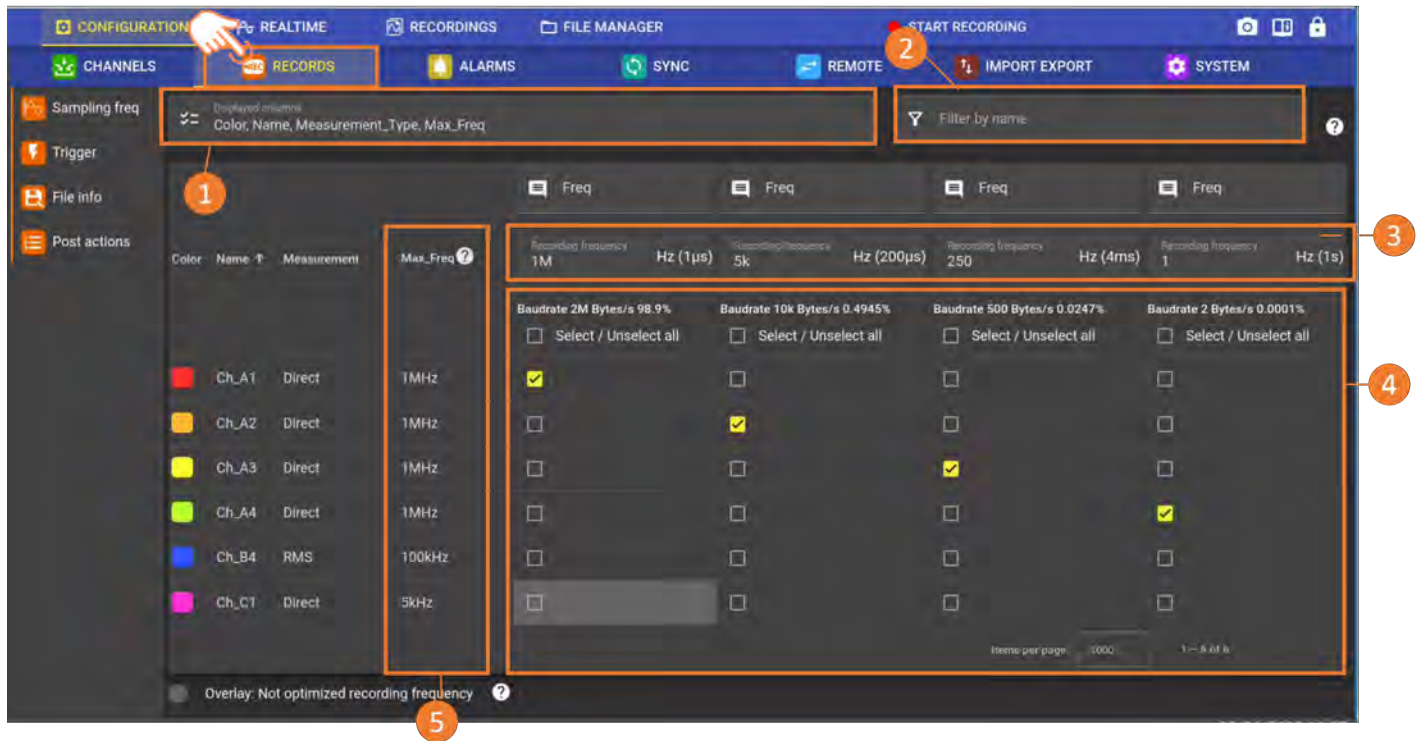 CONFIGURATION REALTIME RECORDINGS FILE MANAGER START RECORDING
CHANNELS REC RECORDS ALARMS SYNC REMOTE IMPORT EXPORT SYSTEM
2
Sampling freq
Trigger
File info
Post actions
Displayed columns
Color, Name, Measurement_Type, Max_Freq
Filter by name
1
Freq Freq Freq Freq
3
Color Name ↑ Measurement Max_Freq
Recording frequency Recording frequency Recording frequency Recording frequency
1M Hz (1µs) 5k Hz (200µs) 250 Hz (4ms) 1 Hz (1s)
Baudrate 2M Bytes/s 98.9% Baudrate 10k Bytes/s 0.4945% Baudrate 500 Bytes/s 0.0247% Baudrate 2 Bytes/s 0.0001%
Select / Unselect all Select / Unselect all Select / Unselect all Select / Unselect all
Ch_A1 Direct 1MHz
4
Ch_A2 Direct 1MHz
Ch_A3 Direct 1MHz
Ch_A4 Direct 1MHz
Ch_B4 RMS 100kHz
Ch_C1 Direct 5kHz
Items per page 1000 1 – 6 of 6
Overlay: Not optimized recording frequency
5